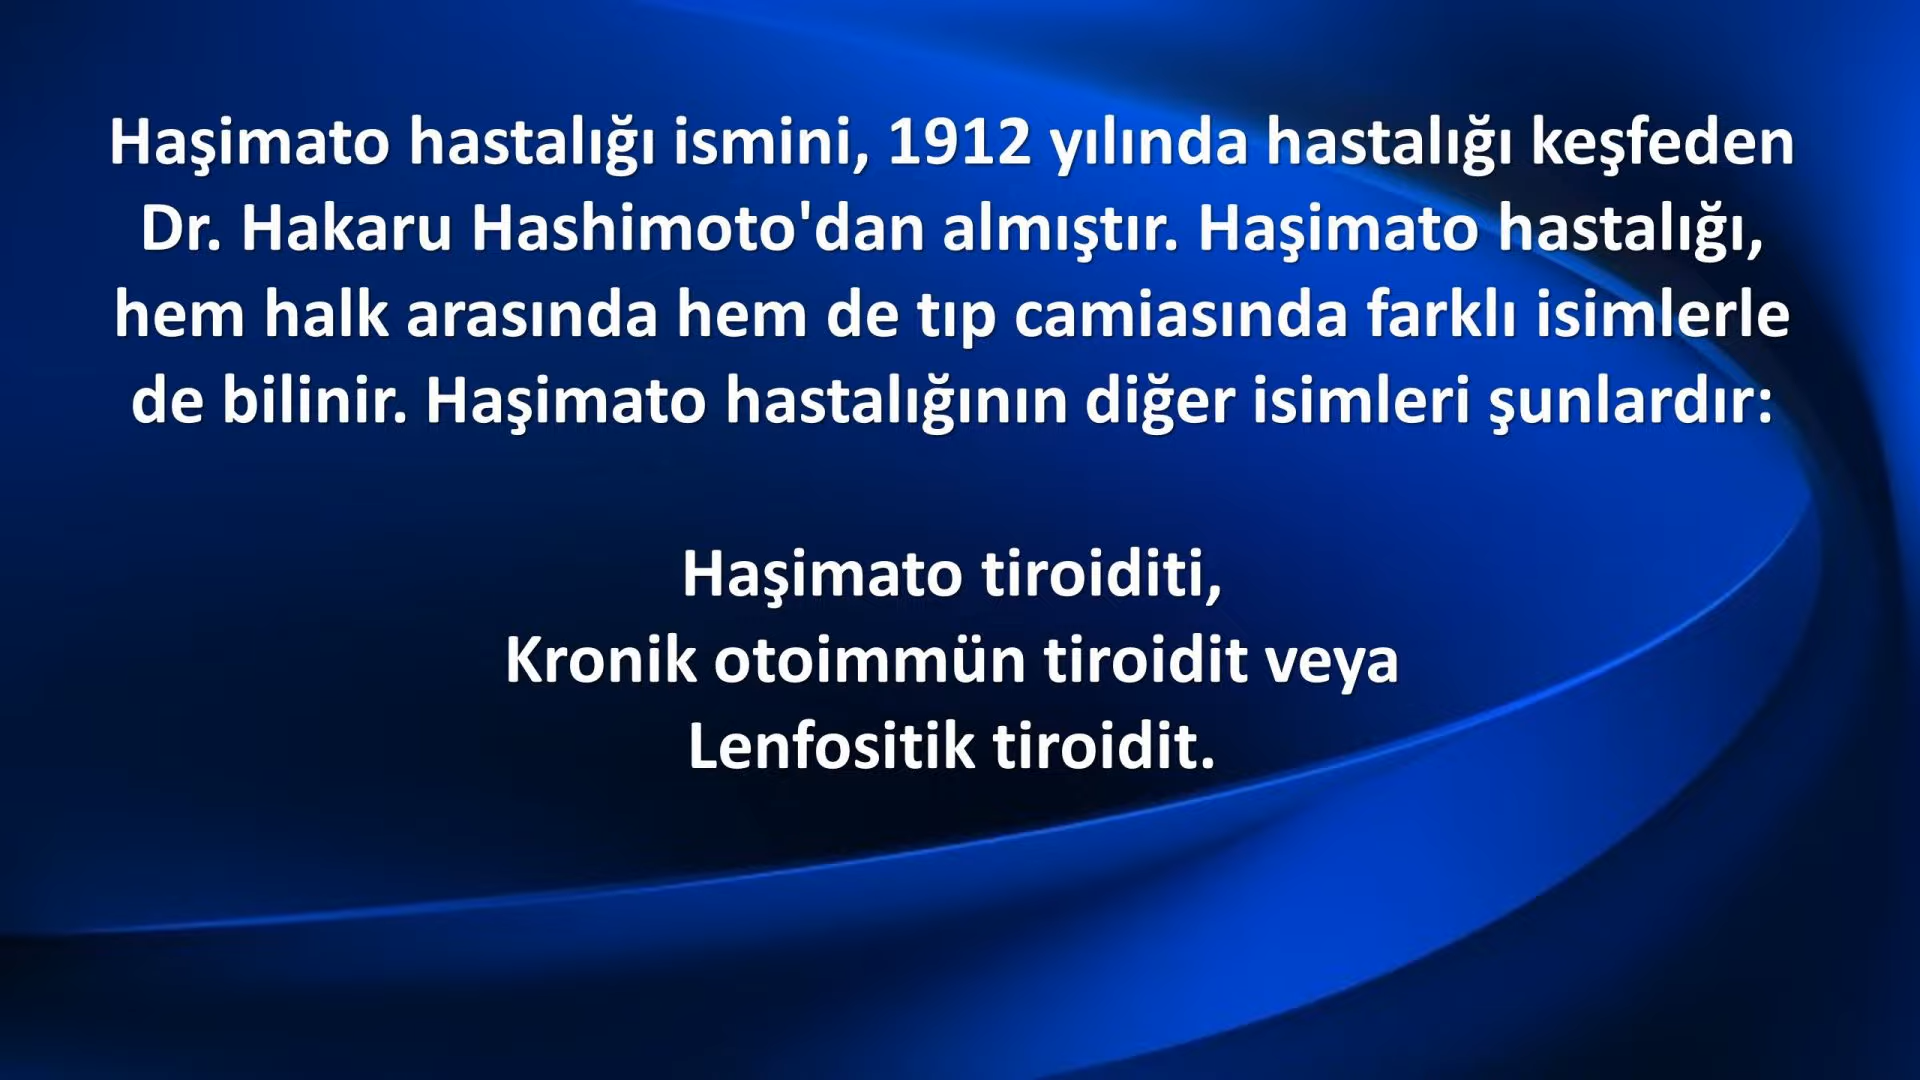 Haşimato hastalığı ismini, 1912 yılında hastalığı keşfeden
Dr. Hakaru Hashimoto'dan almıştır. Haşimato hastalığı,
hem halk arasında hem de tıp camiasında farklı isimlerle
de bilinir. Haşimato hastalığının diğer isimleri şunlardır:
Haşimato tiroiditi,
Kronik otoimmün tiroidit veya
Lenfositik tiroidit.